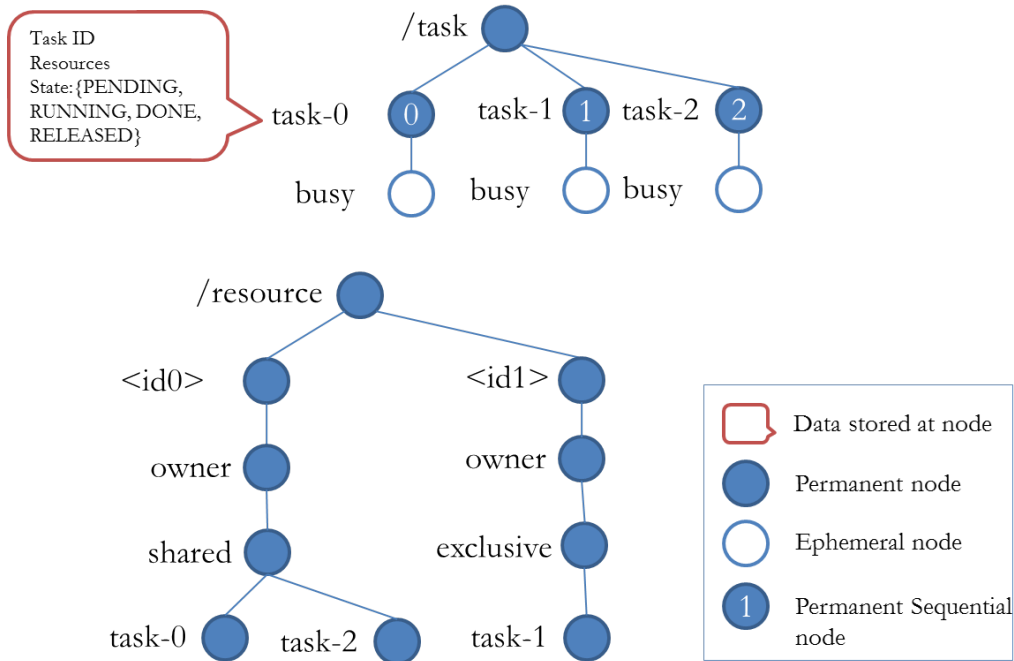 Task ID
Resources
State:{PENDING,
RUNNING, DONE,
RELEASED}
/task
task-0 0 task-1 1 task-2 2
busy busy busy
/resource
<id0> <id1>
owner owner
shared exclusive
task-0 task-2 task-1
Data stored at node
Permanent node
Ephemeral node
1 Permanent Sequential
node